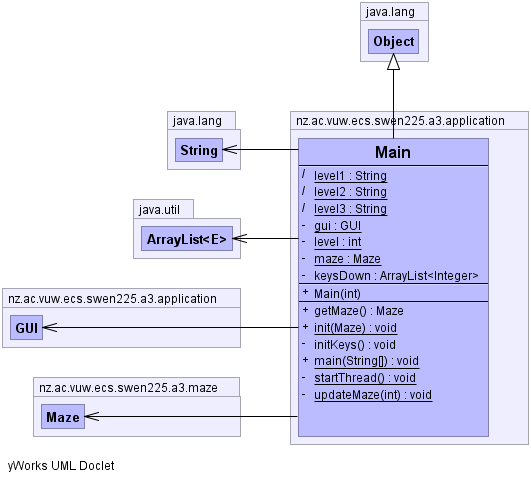 java.lang
Object
java.lang
String
nz.ac.vuw.ecs.swen225.a3.application
Main
/ level1 : String
/ level2 : String
/ level3 : String
- gui : GUI
- level : int
- maze : Maze
- keysDown : ArrayList<Integer>
+ Main(int)
+ getMaze() : Maze
+ init(Maze) : void
- initKeys() : void
+ main(String[]) : void
- startThread() : void
- updateMaze(int) : void
java.util
ArrayList<E>
nz.ac.vuw.ecs.swen225.a3.application
GUI
nz.ac.vuw.ecs.swen225.a3.maze
Maze
yWorks UML Doclet